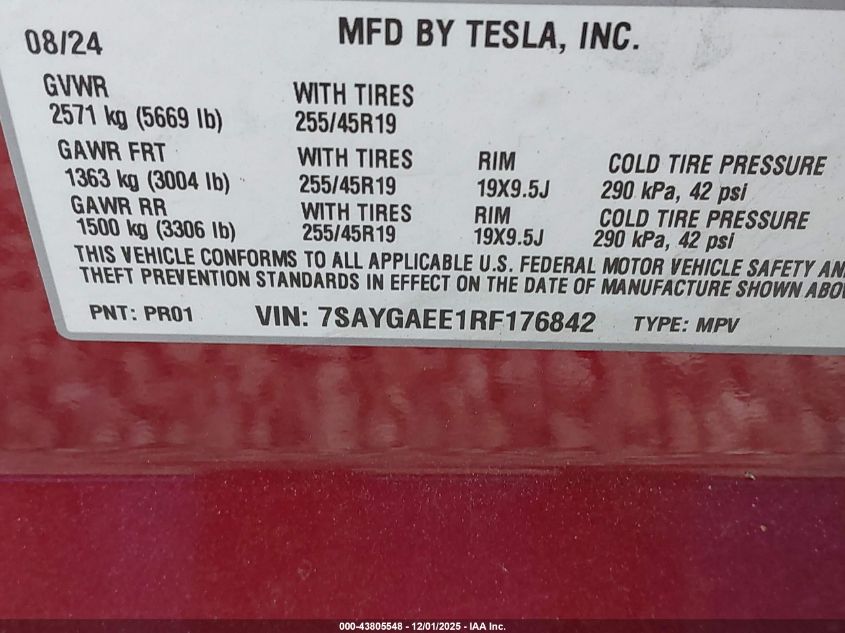 08/24 MFD BY TESLA, INC.
GVWR
2571 kg (5669 lb) WITH TIRES 255/45R19
GAWR FRT WITH TIRES RIM COLD TIRE PRESSURE
1363 kg (3004 lb) 255/45R19 19X9.5J 290 kPa, 42 psi
GAWR RR WITH TIRES RIM COLD TIRE PRESSURE
1500 kg (3306 lb) 255/45R19 19X9.5J 290 kPa, 42 psi
THIS VEHICLE CONFORMS TO ALL APPLICABLE U.S. FEDERAL MOTOR VEHICLE SAFETY
THEFT PREVENTION STANDARDS IN EFFECT ON THE DATE OF MANUFACTURE SHOWN
PNT: PR01 VIN: 7SAYGAEE1RF176842 TYPE: MPV
000-43805548 - 12/01/2025 - IAA Inc.